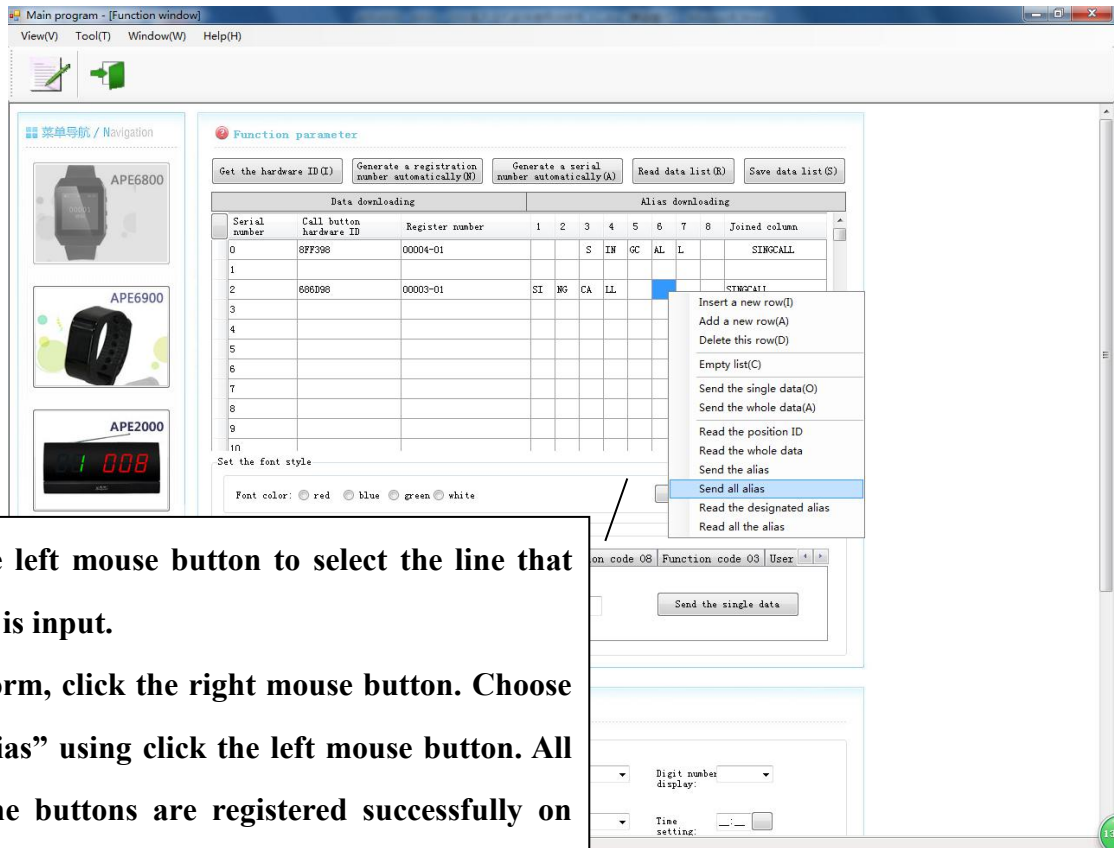 Main program - [Function window]
View(V) Tool(T) Window(W) Help(H)
菜单导航 / Navigation
APE6800
APE6900
APE2000
1 008
Function parameter
Get the hardware ID(I) Generate a registration number automatically(N) Generate a serial number automatically(A) Read data list(R) Save data list(S)
Data downloading Alias downloading
Serial number Call button hardware ID Register number 1 2 3 4 5 6 7 8 Joined column
0 8FF398 00004-01 S IN GC AL L SINGCALL
1
2 686D98 00003-01 SI NG CA LL SINGCALL
3
4
5
6
7
8
9
10
Insert a new row(I)
Add a new row(A)
Delete this row(D)
Empty list(C)
Send the single data(O)
Send the whole data(A)
Read the position ID
Read the whole data
Send the alias
Send all alias
Read the designated alias
Read all the alias
Set the font style
Font color: red blue green white
on code 08 Function code 03 User
Send the single data
Digit number display:
Time setting: __:__
e left mouse button to select the line that
is input.
orm, click the right mouse button. Choose
ias” using click the left mouse button. All
ne buttons are registered successfully on
13